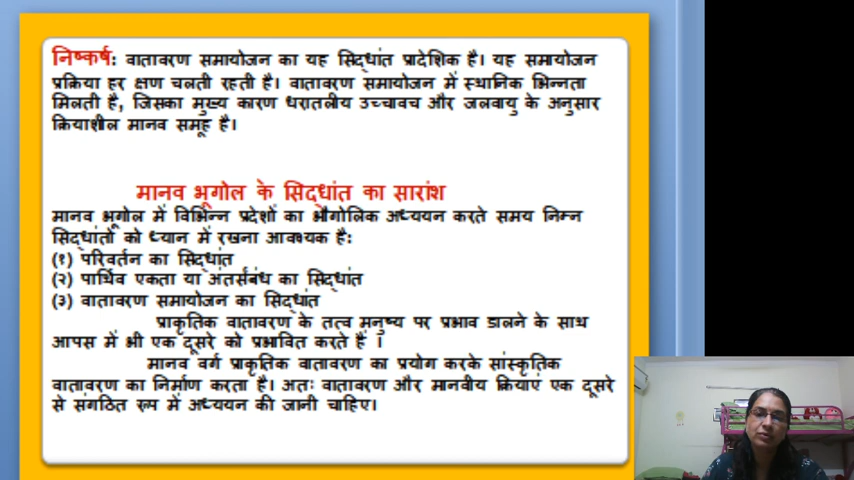 निष्कर्ष: वातावरण समायोजन का यह सिद्धांत प्रादेशिक है। यह समायोजन
प्रक्रिया हर क्षण चलती रहती है। वातावरण समायोजन में स्थानिक भिन्नता
मिलती है, जिसका मुख्य कारण धरातलीय उच्चावच और जलवायु के अनुसार
क्रियाशील मानव समूह है।
मानव भूगोल के सिद्धांत का सारांश
मानव भूगोल में विभिन्न प्रदेशों का भौगोलिक अध्ययन करते समय निम्न
सिद्धांतों को ध्यान में रखना आवश्यक है:
(१) परिवर्तन का सिद्धांत
(२) पार्थिव एकता या अंतर्संबंध का सिद्धांत
(३) वातावरण समायोजन का सिद्धांत
प्राकृतिक वातावरण के तत्व मनुष्य पर प्रभाव डालने के साथ
आपस में भी एक दूसरे को प्रभावित करते हैं ।
मानव वर्ग प्राकृतिक वातावरण का प्रयोग करके सांस्कृतिक
वातावरण का निर्माण करता है। अतः वातावरण और मानवीय क्रियाएं एक दूसरे
से संगठित रूप में अध्ययन की जानी चाहिए।